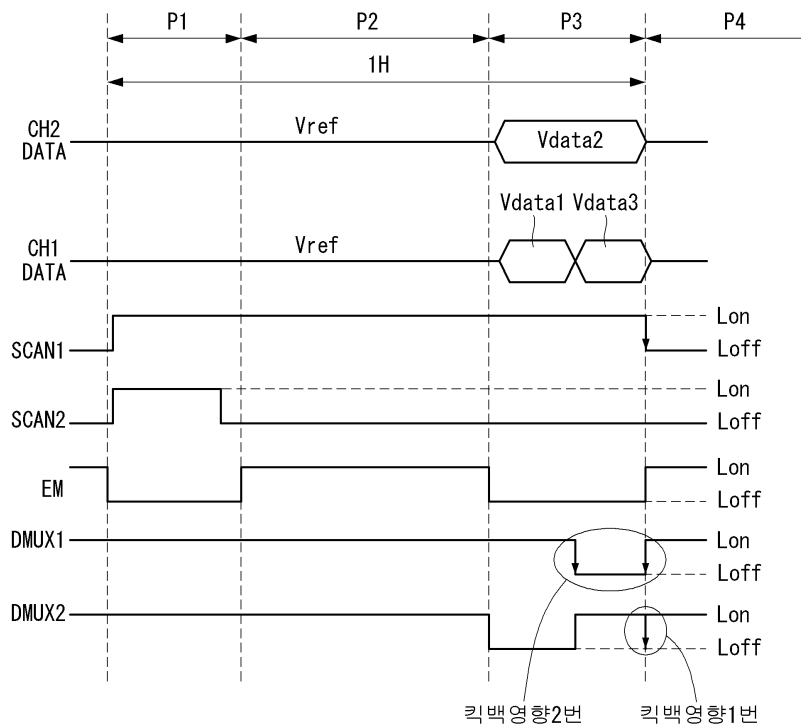 P1 P2 P3 P4
1H
CH2
DATA
Vref
Vdata2
Vdata1 Vdata3
CH1
DATA
Vref
SCAN1
Lon
Loff
SCAN2
Lon
Loff
EM
Lon
Loff
DMUX1
Lon
Loff
DMUX2
Lon
Loff
킥백영향2번 킥백영향1번